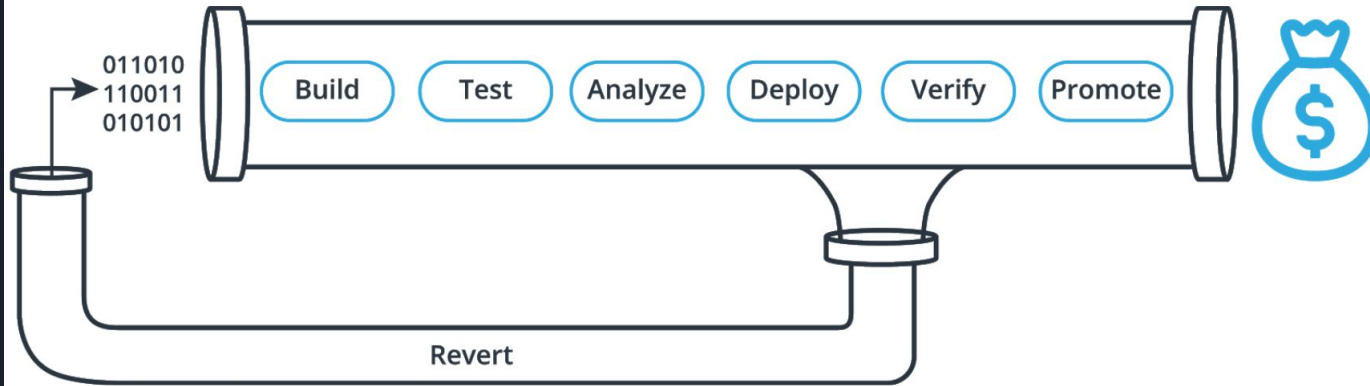 011010
110011
010101
Build Test Analyze Deploy Verify Promote
$
Revert